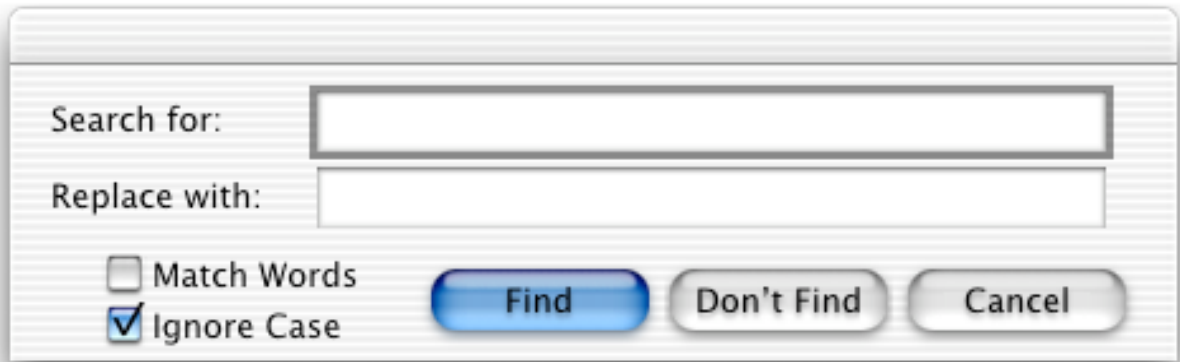 Search for:
Replace with:
Match Words
Ignore Case
Find
Don't Find
Cancel